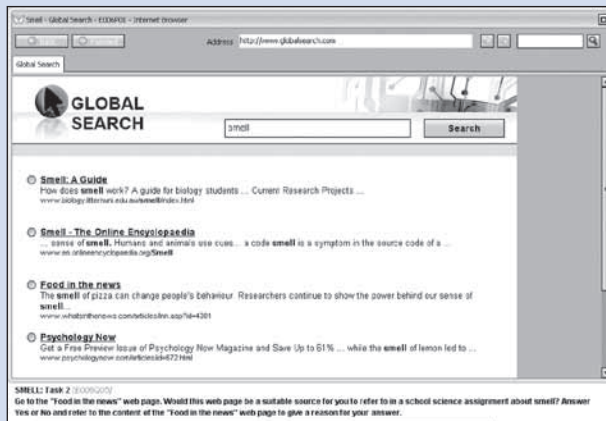 Smell - Global Search - E006P01 - Internet Browser
Address http://www.globalsearch.com
Global Search
GLOBAL
SEARCH
smell
Search
Smell: A Guide
How does smell work? A guide for biology students ... Current Research Projects ...
Smell - The Online Encyclopaedia
... sense of smell. Humans and animals use cues... a code smell is a symptom in the source code of a ...
www.en.onlineencyclopaedia.org/Smell
Food in the news
The smell of pizza can change people's behaviour. Researchers continue to show the power behind our sense of
smell...
www.whatsinthenews.com/articles/nn.asp?id=4301
Psychology Now
Get a Free Preview Issue of Psychology Now Magazine and Save Up to 61% ... while the smell of lemon led to ...
www.psychologynow.com/articlesid=672.html
SMELL: Task 2
Go to the "Food in the news" web page. Would this web page be a suitable source for you to refer to in a school science assignment about smell? Answer
Yes or No and refer to the content of the "Food in the news" web page to give a reason for your answer.